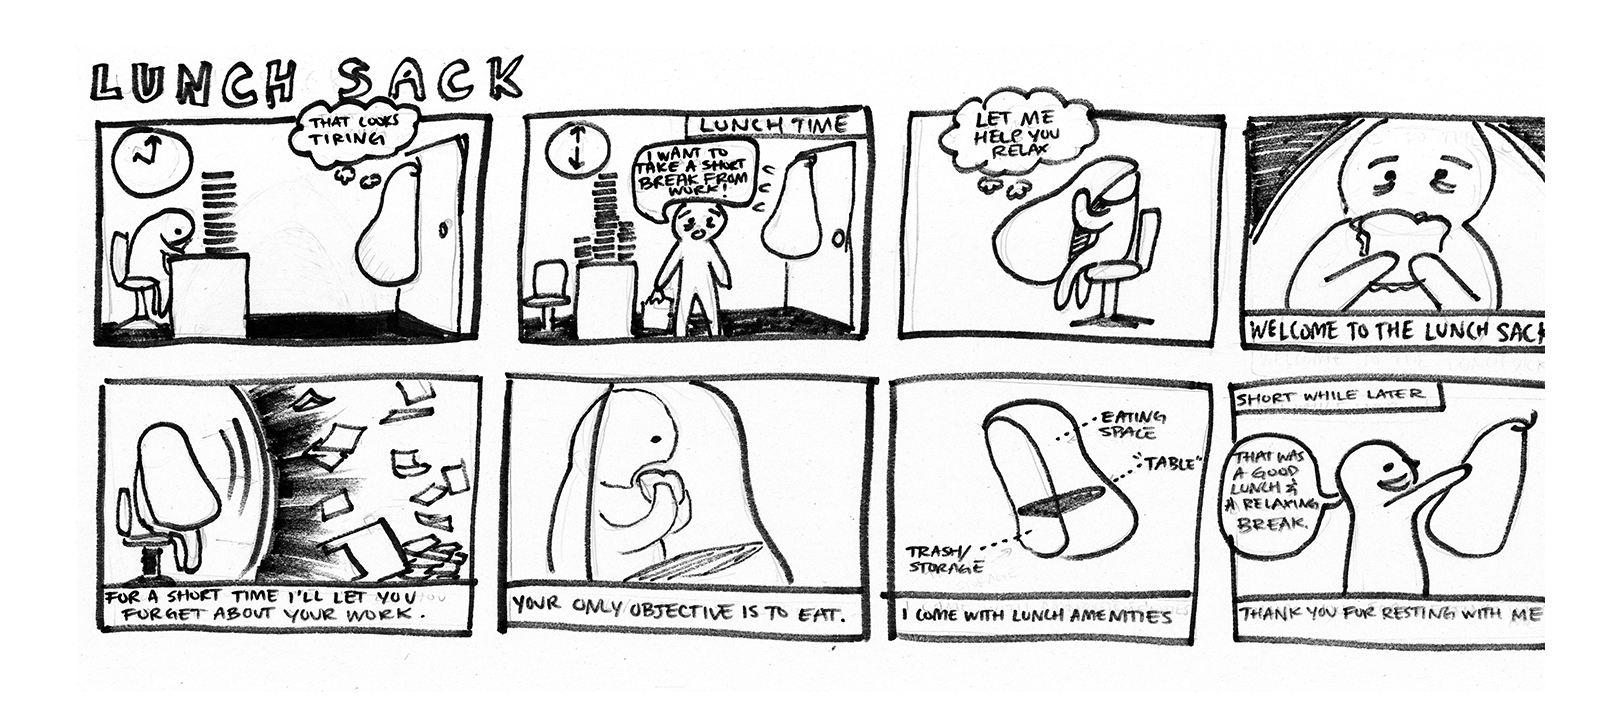 LUNCH SACK
THAT LOOKS
TIRING
LUNCH TIME
I WANT TO
TAKE A SHORT
BREAK FROM
WORK!
LET ME
HELP YOU
RELAX
WELCOME TO THE LUNCH SACK
FOR A SHORT TIME I'LL LET YOU
FORGET ABOUT YOUR WORK.
YOUR ONLY OBJECTIVE IS TO EAT.
EATING
SPACE
"TABLE"
TRASH/
STORAGE
I COME WITH LUNCH AMENITIES
SHORT WHILE LATER
THAT WAS
A GOOD
LUNCH &
A RELAXING
BREAK.
THANK YOU FOR RESTING WITH ME